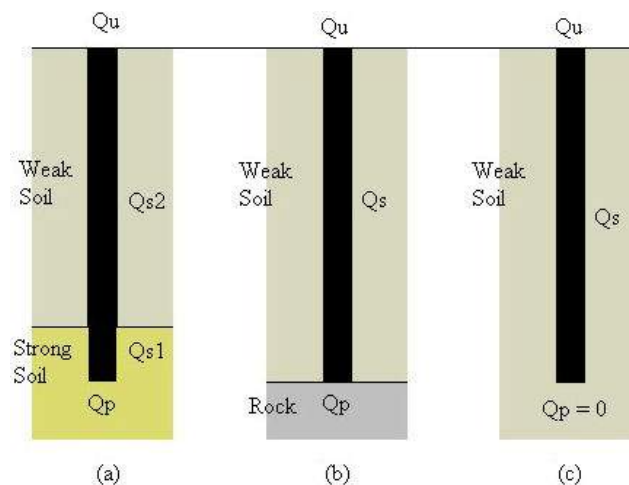 Qu
Qu
Qu
Weak
Soil
Qs2
Weak
Soil
Qs
Weak
Soil
Qs
Strong
Soil
Qs1
Qp
Rock
Qp
Qp = 0
(a)
(b)
(c)